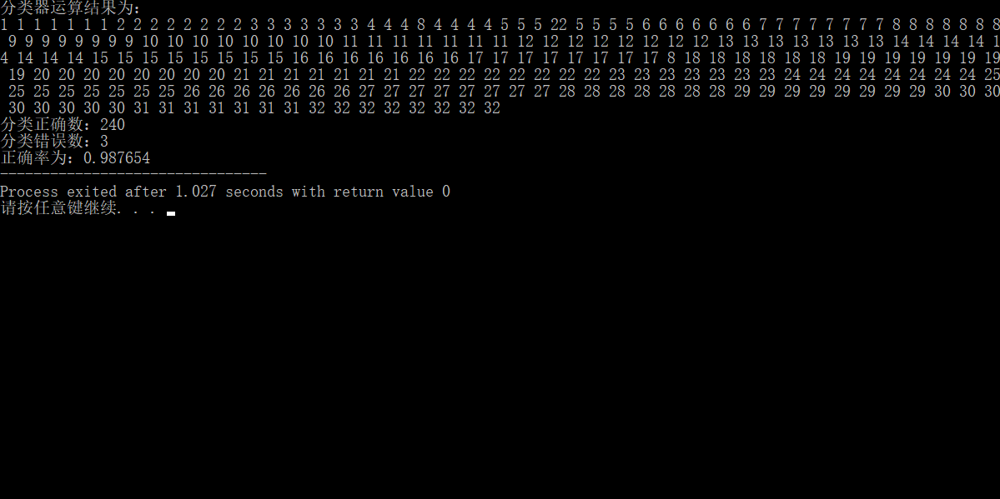 分类器运算结果为:
1 1 1 1 1 1 1 2 2 2 2 2 2 2 2 3 3 3 3 3 3 3 4 4 4 8 4 4 4 4 5 5 5 22 5 5 5 5 6 6 6 6 6 6 6 7 7 7 7 7 7 7 7 8 8 8 8 8 8 8
9 9 9 9 9 9 9 9 10 10 10 10 10 10 10 10 11 11 11 11 11 11 11 12 12 12 12 12 12 12 12 13 13 13 13 13 13 13 14 14 14 14 1
4 14 14 14 15 15 15 15 15 15 15 15 16 16 16 16 16 16 16 17 17 17 17 17 17 17 17 8 18 18 18 18 18 18 19 19 19 19 19 19 19
19 20 20 20 20 20 20 20 20 21 21 21 21 21 21 21 22 22 22 22 22 22 22 22 23 23 23 23 23 23 23 24 24 24 24 24 24 24 24 25
25 25 25 25 25 25 25 26 26 26 26 26 26 26 27 27 27 27 27 27 27 27 28 28 28 28 28 28 28 29 29 29 29 29 29 29 29 30 30 30
30 30 30 30 30 31 31 31 31 31 31 31 32 32 32 32 32 32 32 32
分类正确数: 240
分类错误数: 3
正确率为: 0.987654
--------------------------------
Process exited after 1.027 seconds with return value 0
请按任意键继续. . .